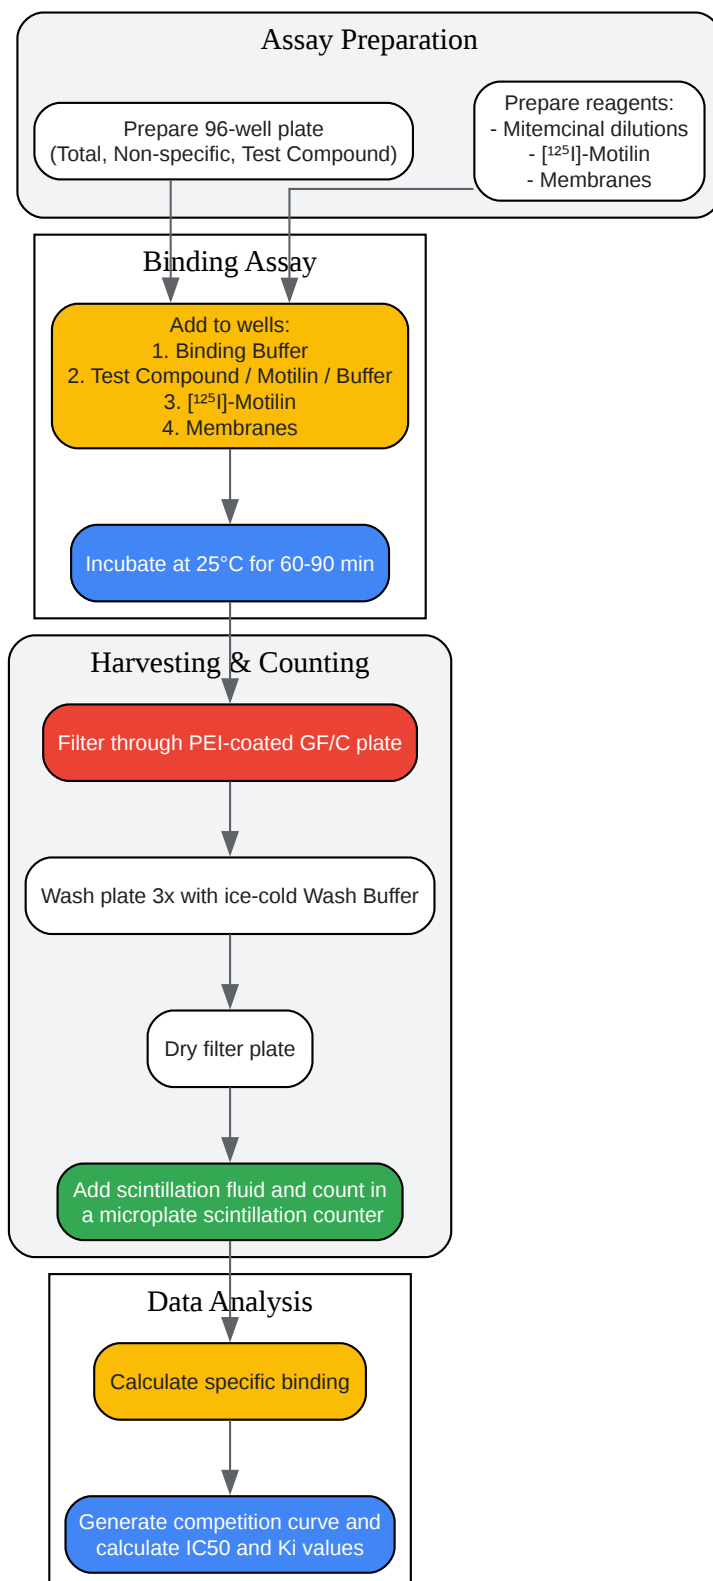 Assay Preparation
Prepare 96-well plate
(Total, Non-specific, Test Compound)
Prepare reagents:
- Mitemcinal dilutions
- [¹²⁵I]-Motilin
- Membranes
Binding Assay
Add to wells:
1. Binding Buffer
2. Test Compound / Motilin / Buffer
3. [¹²⁵I]-Motilin
4. Membranes
Incubate at 25°C for 60-90 min
Harvesting & Counting
Filter through PEI-coated GF/C plate
Wash plate 3x with ice-cold Wash Buffer
Dry filter plate
Add scintillation fluid and count in
a microplate scintillation counter
Data Analysis
Calculate specific binding
Generate competition curve and
calculate IC50 and Ki values